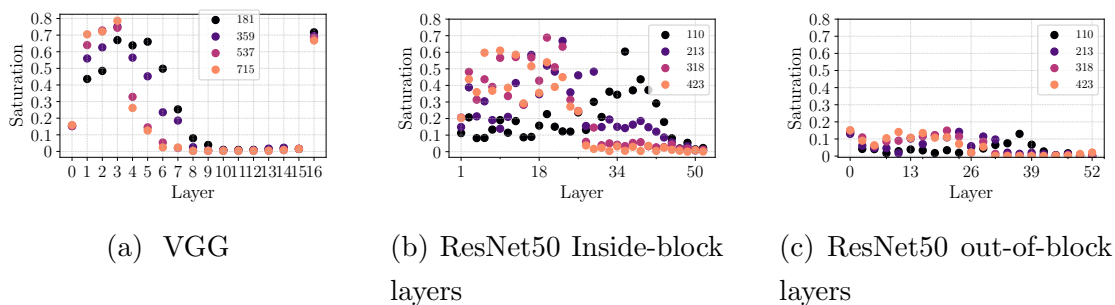 0.8
0.7
0.6
0.5
0.4
0.3
0.2
0.1
0
Saturation
181
359
537
715
0 1 2 3 4 5 6 7 8 9 10 11 12 13 14 15 16
Layer
(a) VGG
0.8
0.7
0.6
0.5
0.4
0.3
0.2
0.1
0
Saturation
110
213
318
423
1 18 34 50
Layer
(b) ResNet50 Inside-block
layers
0.8
0.7
0.6
0.5
0.4
0.3
0.2
0.1
0
Saturation
110
213
318
423
0 13 26 39 52
Layer
(c) ResNet50 out-of-block
layers